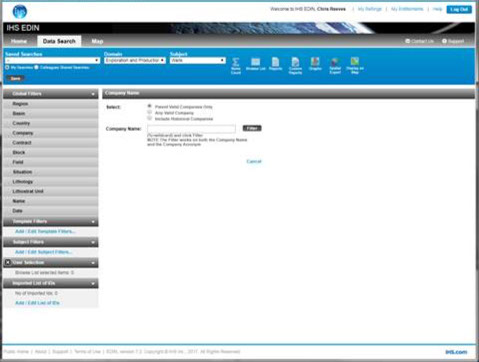 Welcome to IHS EDIN, Chris Reeves | My Settings | My Entitlements | Help
Log Out
IHS EDIN
Home
Data Search
Map
Contact Us
Support
Saved Searches
Domain
Subject
Exploration and Production
Wells
My Searches
Colleagues Shared Searches
Save
Count
Browse List
Reports
Custom Reports
Graphs
Spatial Export
Display on Map
Global Filters
Region
Basin
Country
Company
Contract
Block
Field
Situation
Lithology
Lithostrat Unit
Name
Date
Template Filters
Add / Edit Template Filters...
Subject Filters
Add / Edit Subject Filters...
User Selection
Browse List selected items: 0
Imported List of IDs
No of Imported IDs: 0
Add / Edit List of IDs
Company Name
Select:
Parent Valid Companies Only
Any Valid Company
Include Historical Companies
Company Name:
Filter
(%=wildcard) and click Filter
NOTE: The Filter works on both the Company Name
and the Company Acronym
Cancel
Home | About | Support | Terms of Use | EDIN, version 7.3. Copyright © IHS Inc., 2017. All Rights Reserved.
IHS.com